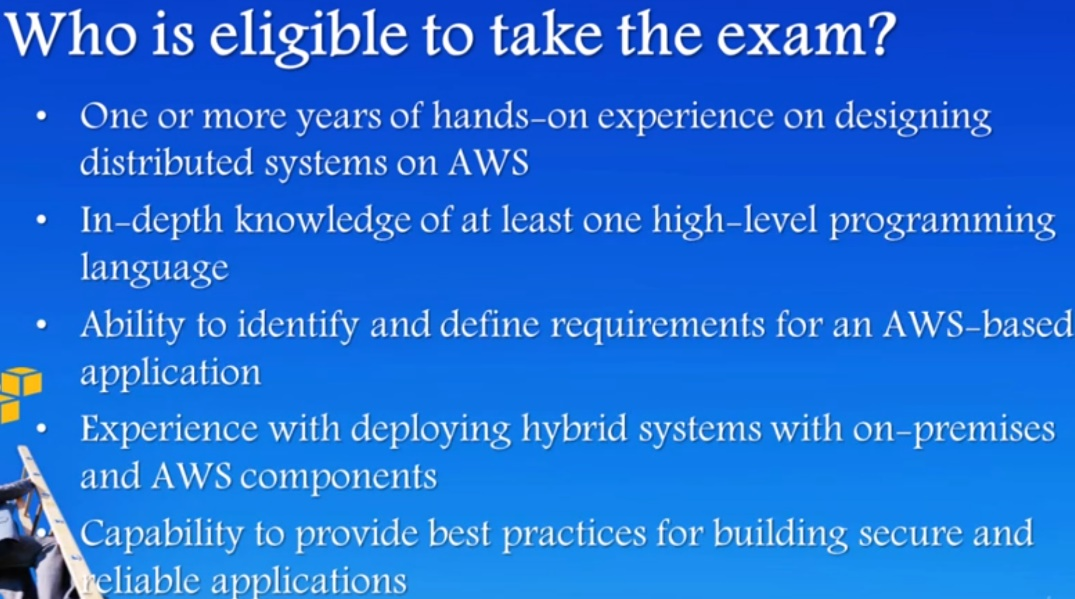 Who is eligible to take the exam?
• One or more years of hands-on experience on designing
distributed systems on AWS
• In-depth knowledge of at least one high-level programming
language
• Ability to identify and define requirements for an AWS-based
application
• Experience with deploying hybrid systems with on-premises
and AWS components
Capability to provide best practices for building secure and
reliable applications